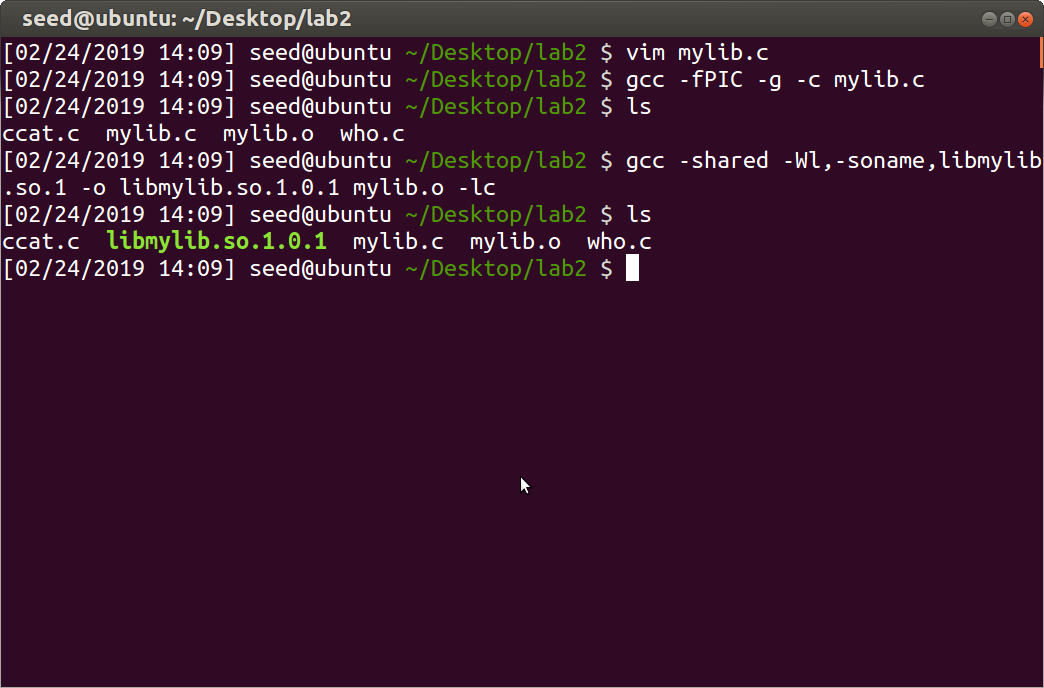 seed@ubuntu: ~/Desktop/lab2
[02/24/2019 14:09] seed@ubuntu ~/Desktop/lab2 $ vim mylib.c
[02/24/2019 14:09] seed@ubuntu ~/Desktop/lab2 $ gcc -fPIC -g -c mylib.c
[02/24/2019 14:09] seed@ubuntu ~/Desktop/lab2 $ ls
ccat.c  mylib.c  mylib.o  who.c
[02/24/2019 14:09] seed@ubuntu ~/Desktop/lab2 $ gcc -shared -Wl,-soname,libmylib
.so.1 -o libmylib.so.1.0.1 mylib.o -lc
[02/24/2019 14:09] seed@ubuntu ~/Desktop/lab2 $ ls
ccat.c  libmylib.so.1.0.1  mylib.c  mylib.o  who.c
[02/24/2019 14:09] seed@ubuntu ~/Desktop/lab2 $